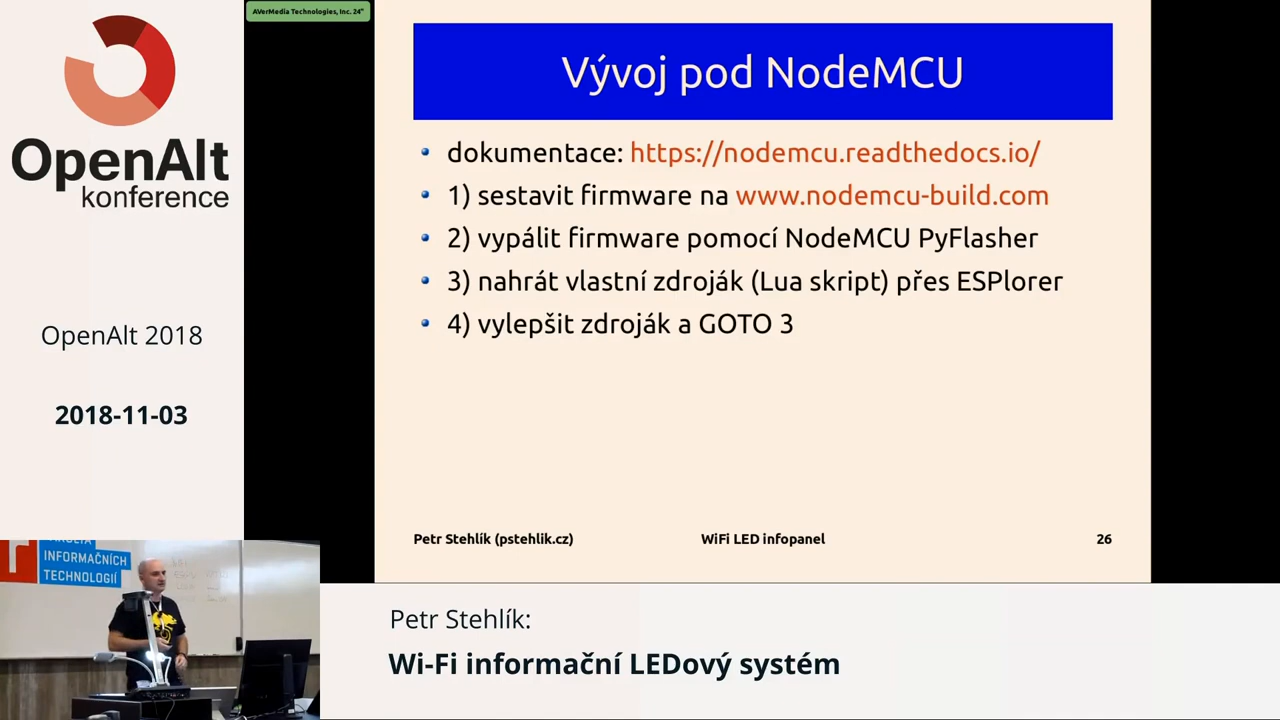 AVerMedia Technologies, Inc. 24"
OpenAlt
konference
OpenAlt 2018
2018-11-03
Vývoj pod NodeMCU
dokumentace: https://nodemcu.readthedocs.io/
1) sestavit firmware na www.nodemcu-build.com
2) vypálit firmware pomocí NodeMCU PyFlasher
3) nahrát vlastní zdroják (Lua skript) přes ESPlorer
4) vylepšit zdroják a GOTO 3
Petr Stehlík (pstehlik.cz)
WiFi LED infopanel
26
INFORMAČNÍCH
TECHNOLOGIÍ
Petr Stehlík:
Wi-Fi informační LEDový systém